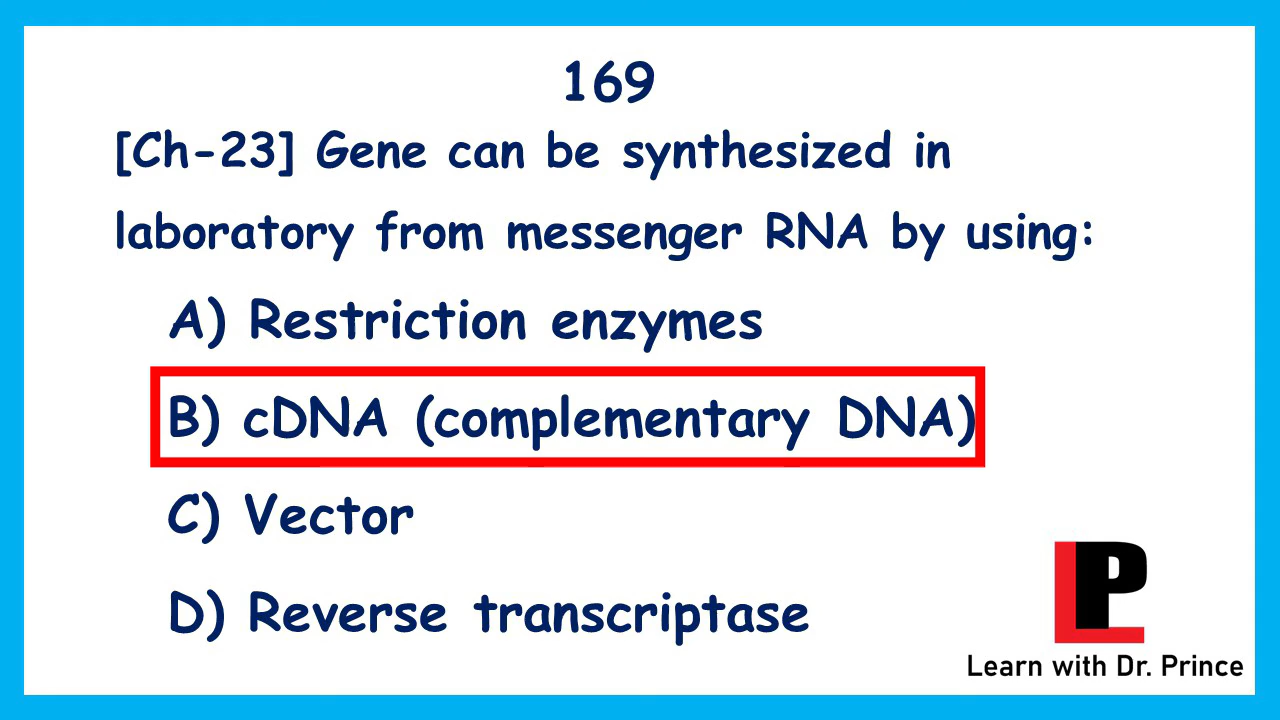 169
[Ch-23] Gene can be synthesized in
laboratory from messenger RNA by using:
A) Restriction enzymes
B) cDNA (complementary DNA)
C) Vector
D) Reverse transcriptase
LP
Learn with Dr. Prince